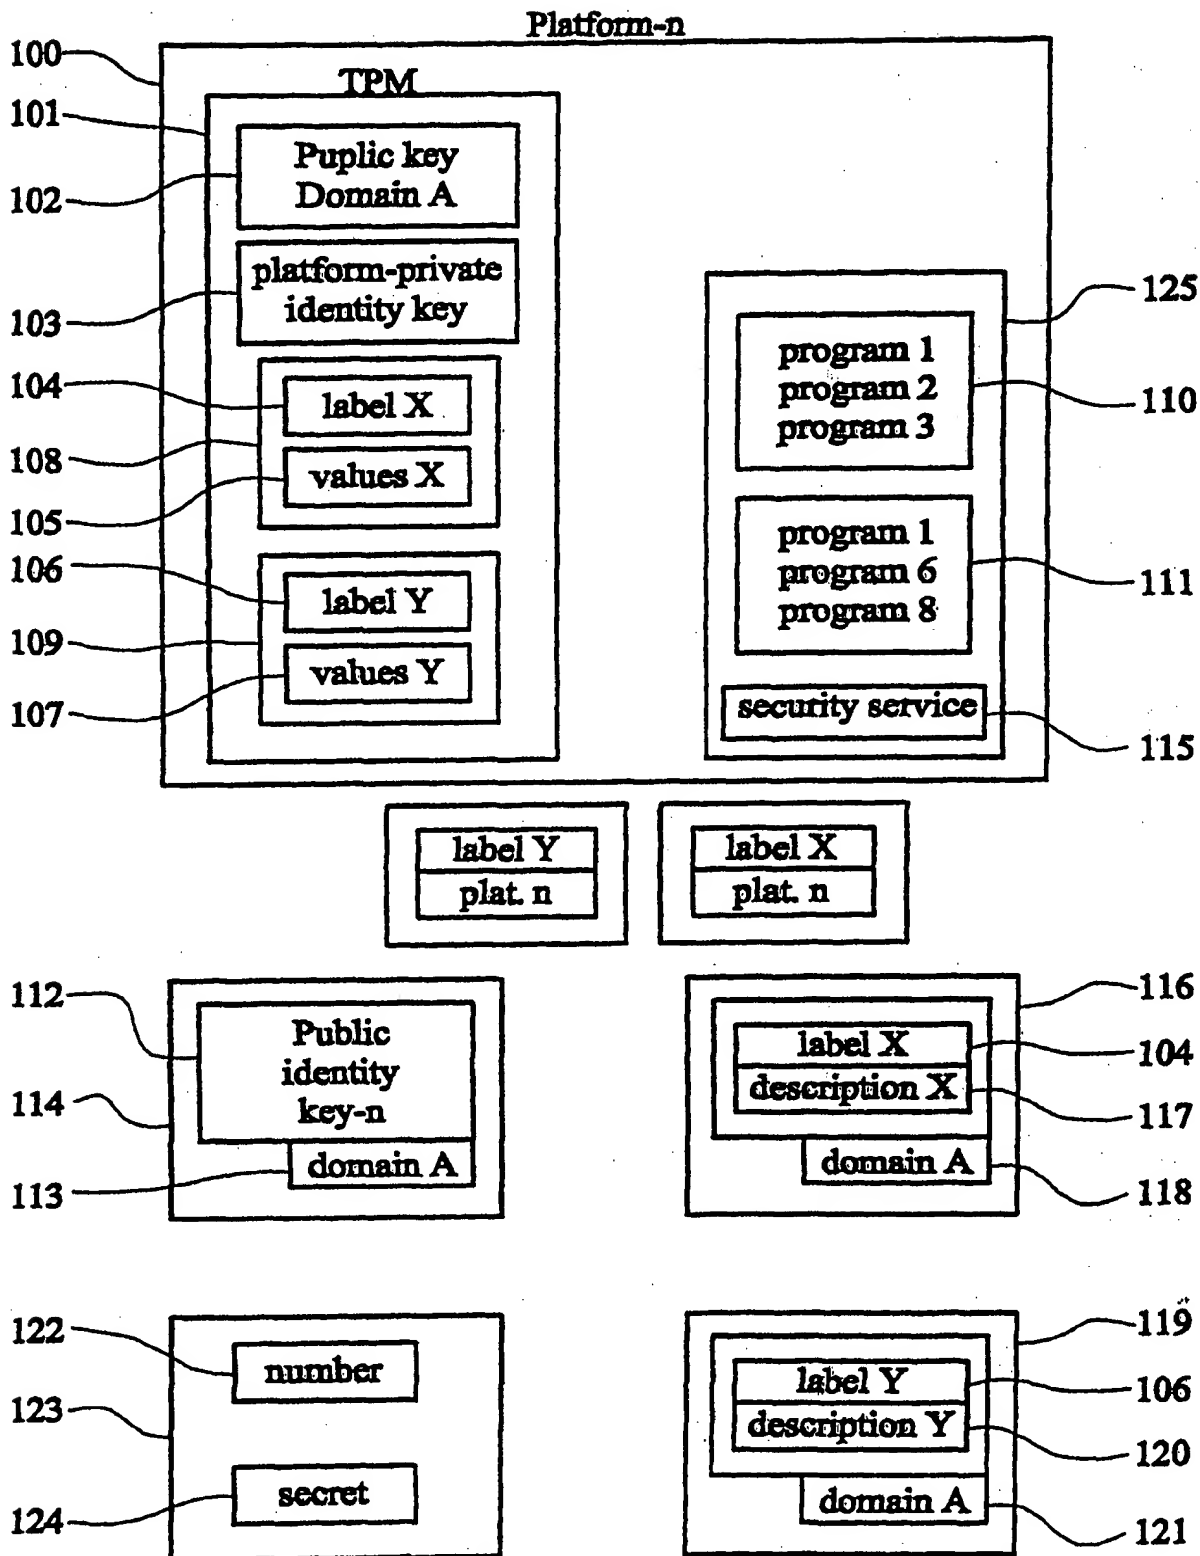 Platform-n
100
TPM
101
Puplic key
Domain A
102
platform-private
identity key
103
104
label X
108
values X
105
106
label Y
109
values Y
107
125
program 1
program 2
program 3
110
program 1
program 6
program 8
111
security service
115
label Y
plat. n
label X
plat. n
112
Public
identity
key-n
114
domain A
113
116
label X
104
description X
117
domain A
118
122
number
123
secret
124
119
label Y
106
description Y
120
domain A
121